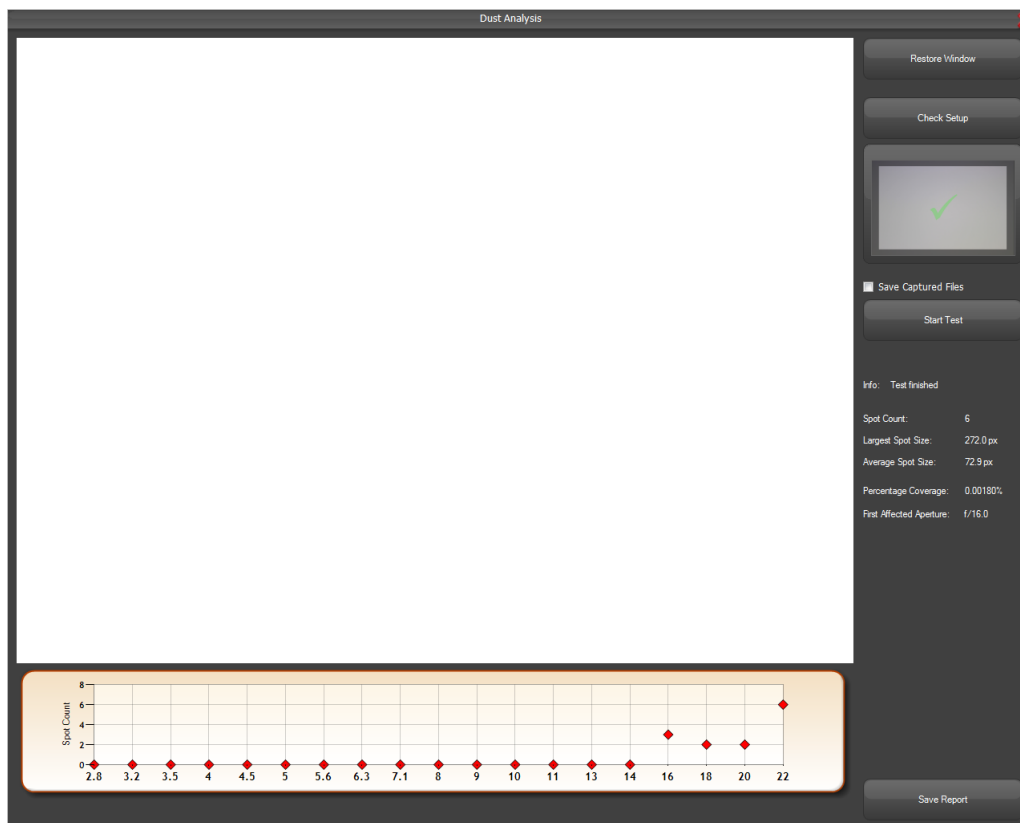 Dust Analysis
Restore Window
Check Setup
Save Captured Files
Start Test
Info: Test finished
Spot Count: 6
Largest Spot Size: 272.0 px
Average Spot Size: 72.9 px
Percentage Coverage: 0.00180%
First Affected Aperture: f/16.0
8
6
4
2
0
Spot Count
2.8 3.2 3.5 4 4.5 5 5.6 6.3 7.1 8 9 10 11 13 14 16 18 20 22
Save Report